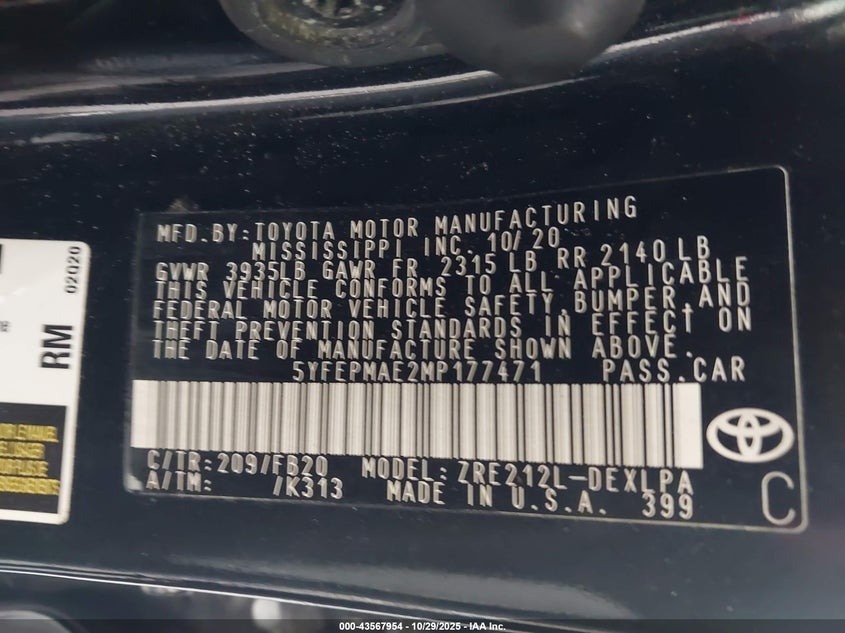 MFD.BY:TOYOTA MOTOR MANUFACTURING
MISSISSIPPI INC. 10/20
GVWR 3935LB GAWR FR 2315 LB RR 2140LB
THIS VEHICLE CONFORMS TO ALL APPLICABLE
FEDERAL MOTOR VEHICLE SAFETY,BUMPER,AND
THEFT PREVENTION STANDARDS IN EFFECT ON
THE DATE OF MANUFACTURE SHOWN ABOVE.
5YFEPMAE2MP177471 PASS.CAR
C/TR:209/FB20 MODEL:ZRE212L-DEXLPA
A/TM: /K313 MADE IN U.S.A. 399
C
RM
02020
000-43567954 | 10/29/2025 | Copyright © 2025 IAA Inc.